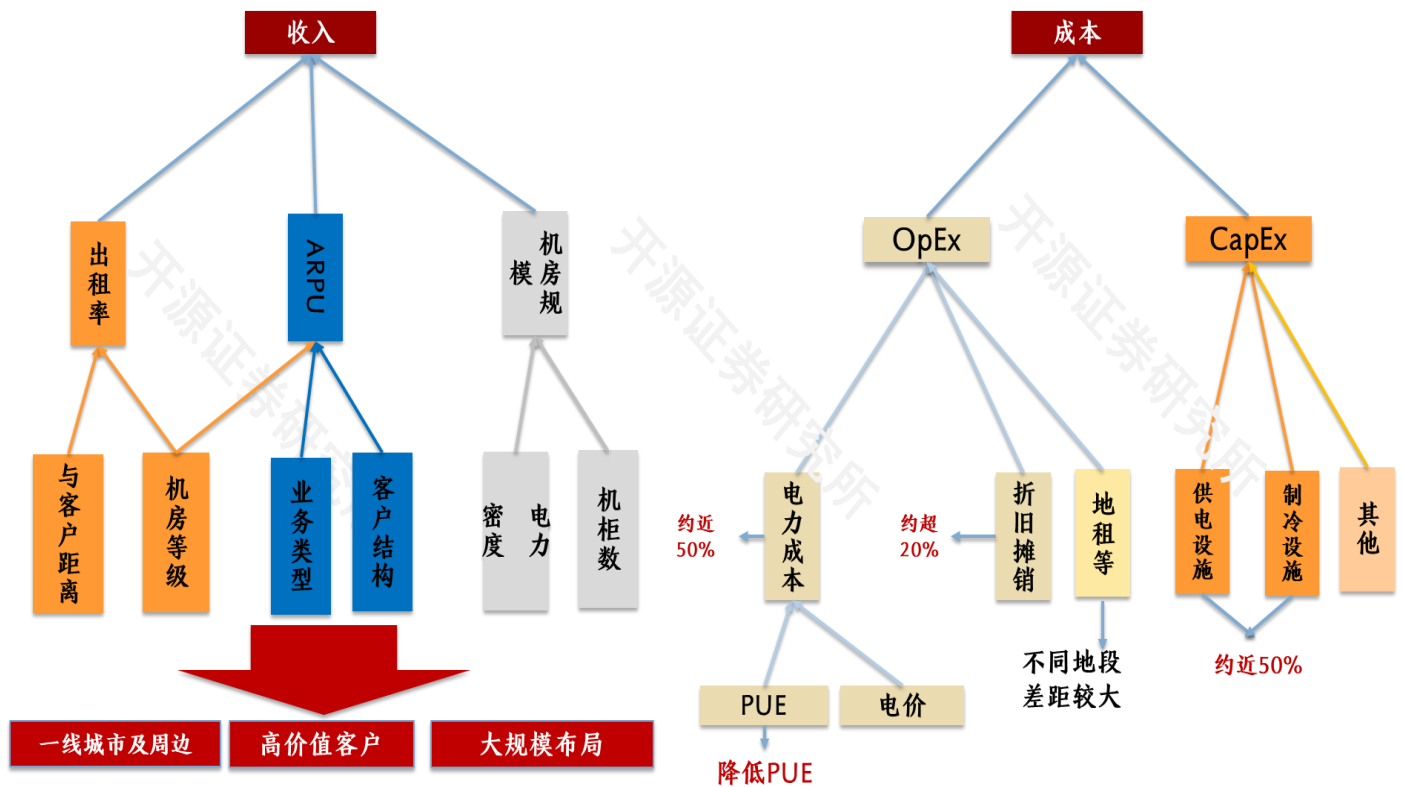 收入
成本
出租率
ARPU
机房规模
OpEx
CapEx
与客户距离
机房等级
业务类型
客户结构
电力密度
机柜数
约近
50%
电力成本
约超
20%
折旧摊销
地租等
供电设施
制冷设施
其他
不同地段
差距较大
约近50%
PUE
电价
降低PUE
一线城市及周边
高价值客户
大规模布局
开源证券研究所
开源证券研究所
开源证券研究所